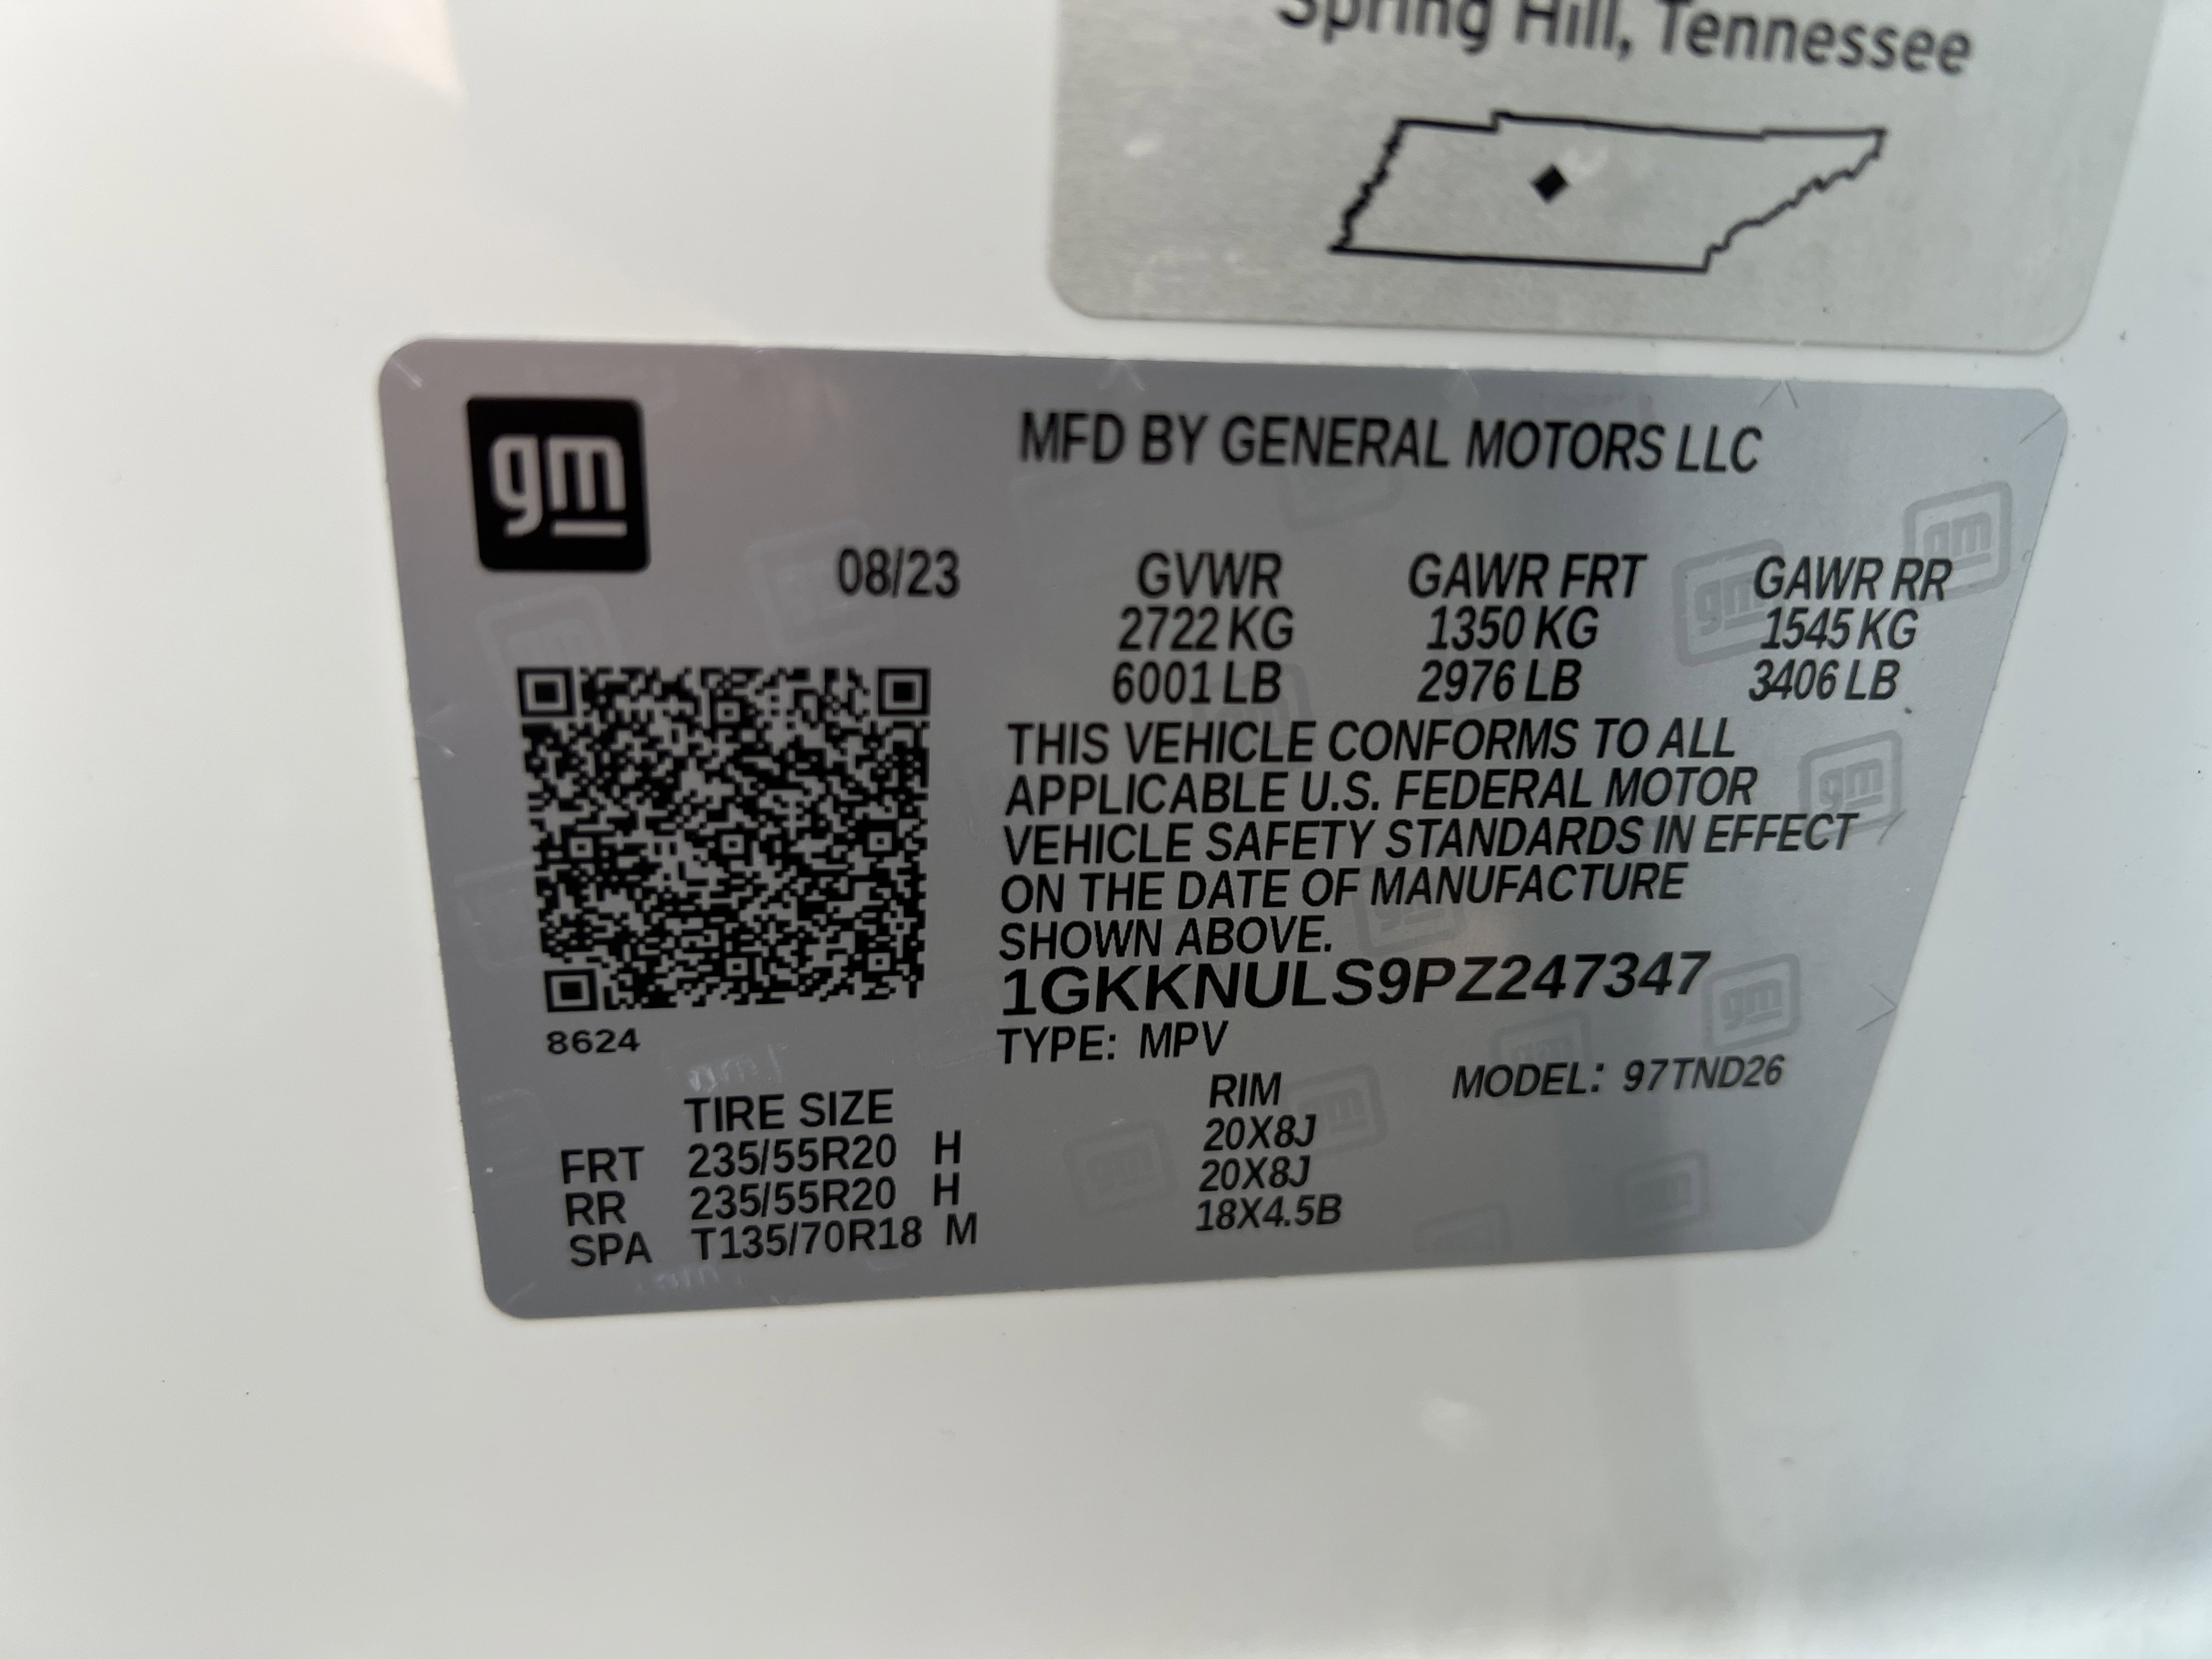 Spring Hill, Tennessee
gm
MFD BY GENERAL MOTORS LLC
08/23 GVWR GAWR FRT GAWR RR
2722 KG 1350 KG 1545 KG
6001 LB 2976 LB 3406 LB
THIS VEHICLE CONFORMS TO ALL
APPLICABLE U.S. FEDERAL MOTOR
VEHICLE SAFETY STANDARDS IN EFFECT
ON THE DATE OF MANUFACTURE
SHOWN ABOVE.
1GKKNULS9PZ247347
8624
TYPE: MPV
MODEL: 97TND26
TIRE SIZE RIM
FRT 235/55R20 H 20X8J
RR 235/55R20 H 20X8J
SPA T135/70R18 M 18X4.5B